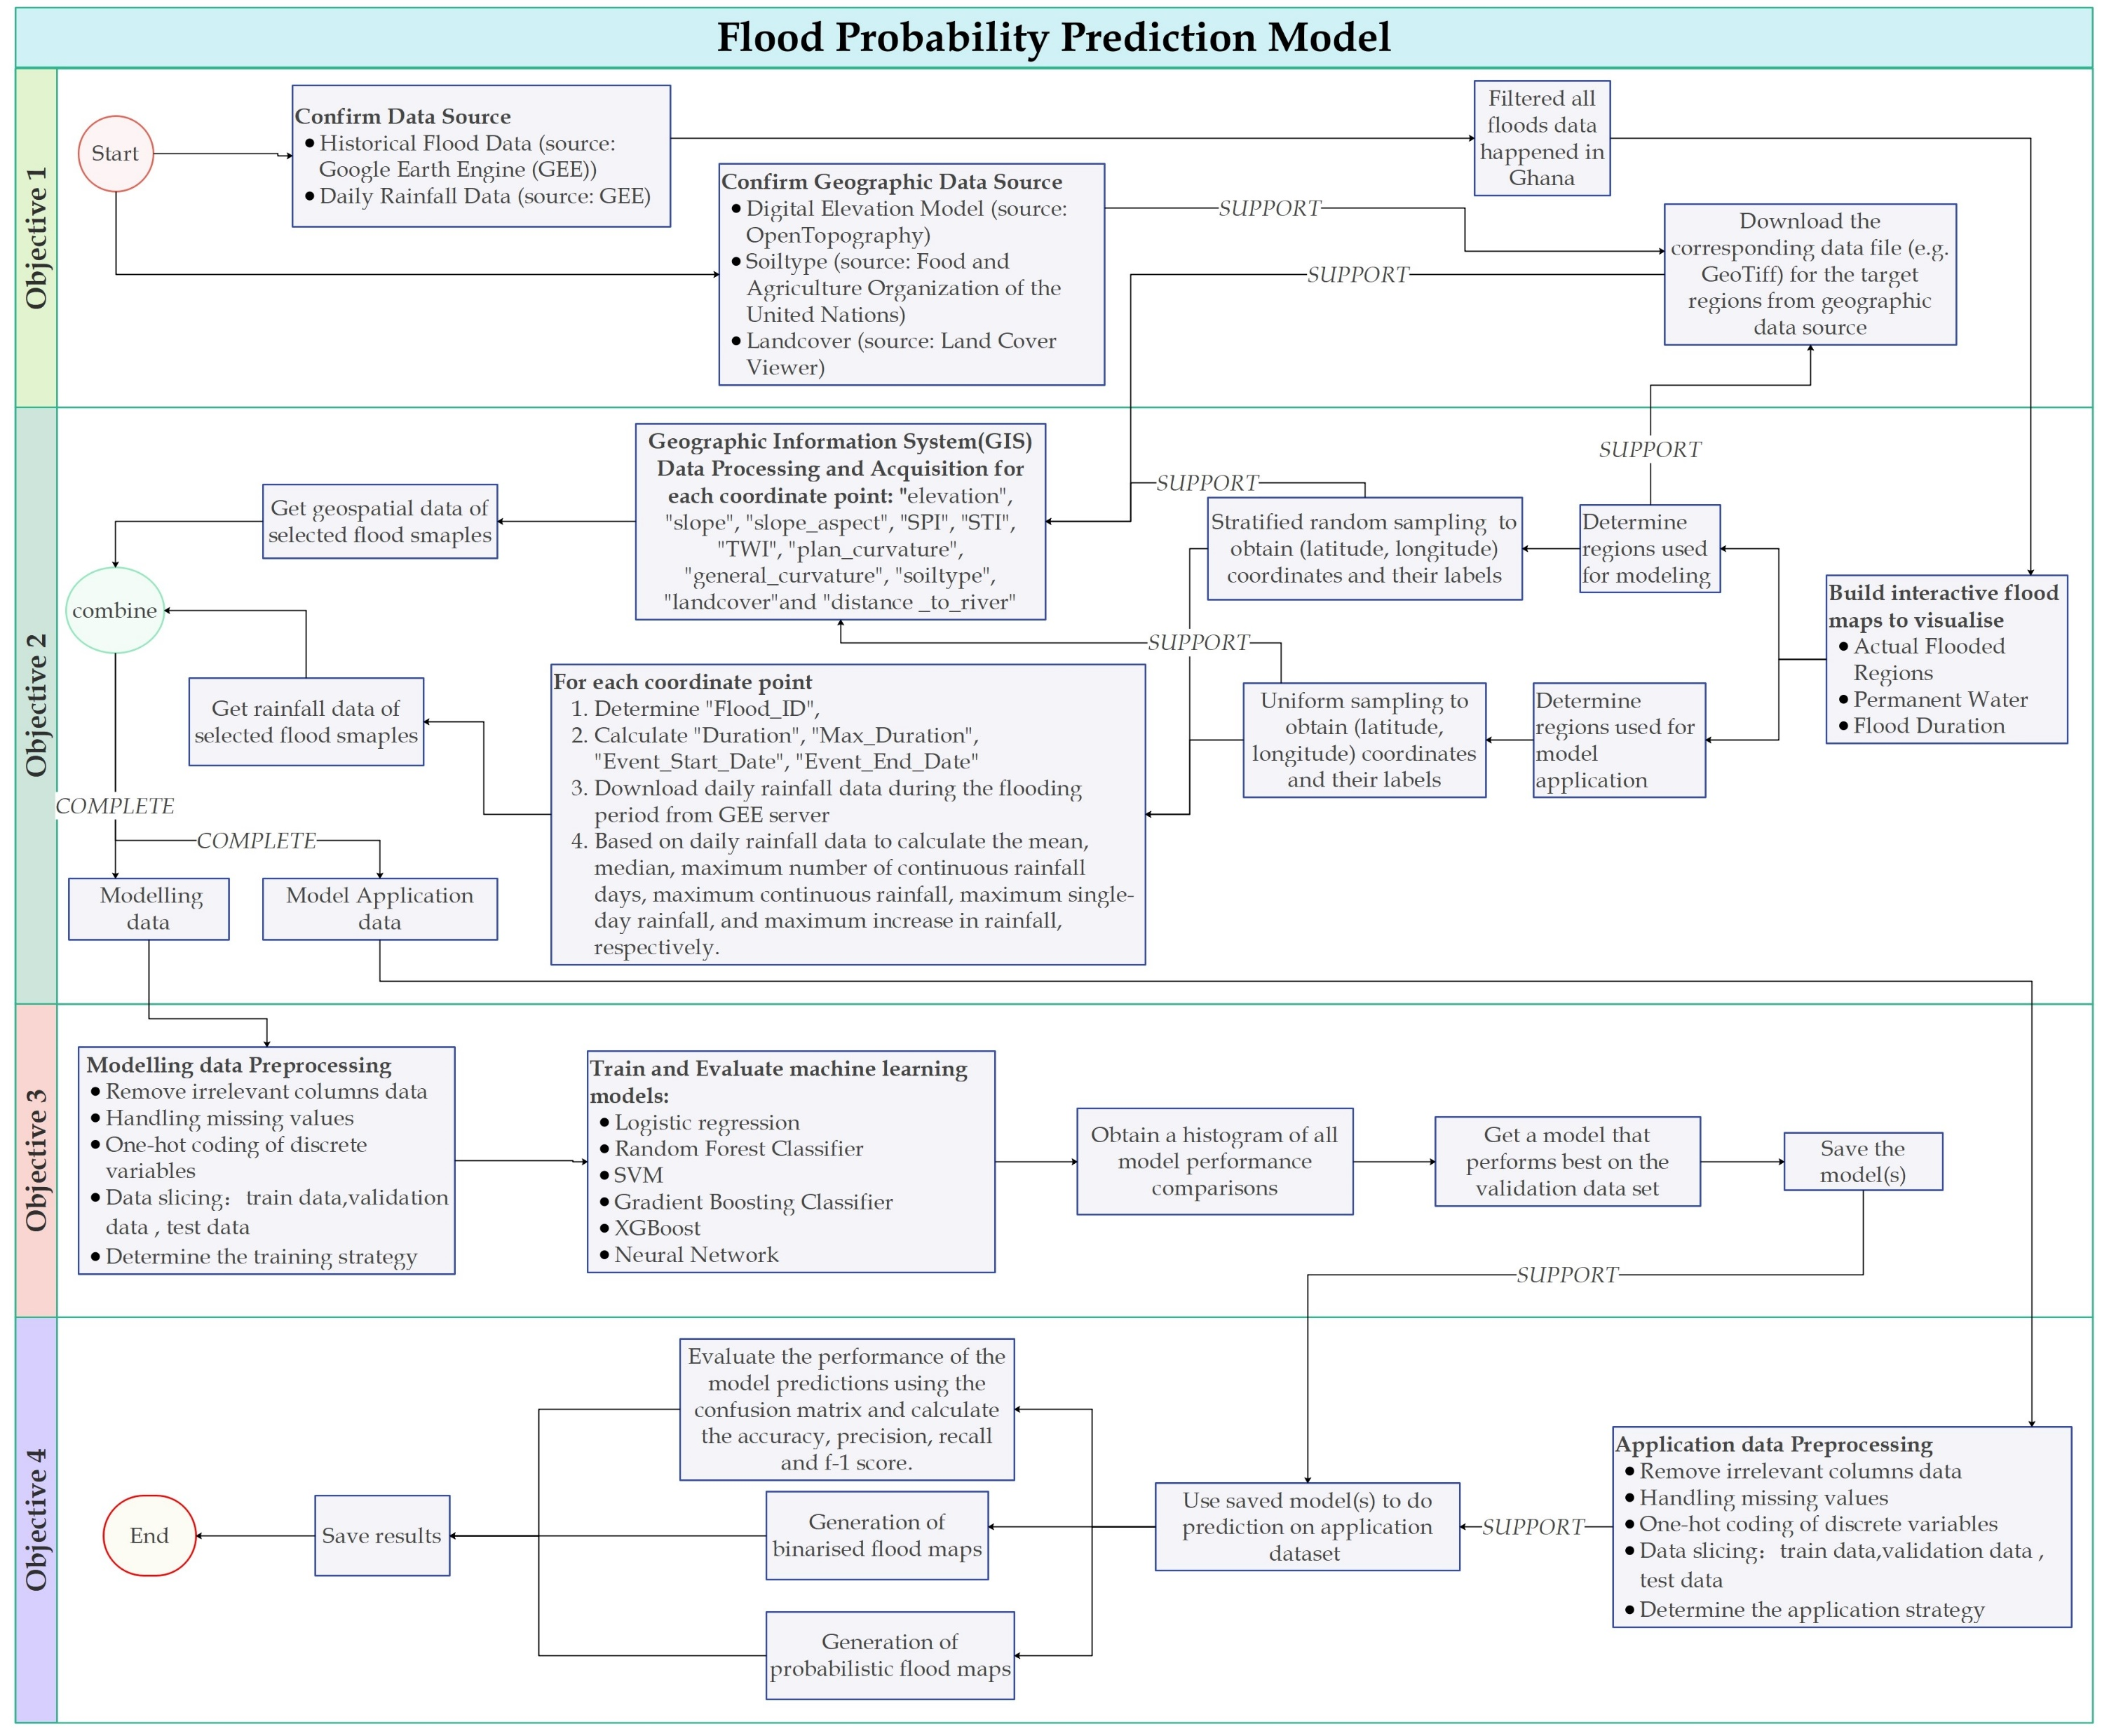 Flood Probability Prediction Model
Objective 1
Start
Confirm Data Source
• Historical Flood Data (source:
Google Earth Engine (GEE))
• Daily Rainfall Data (source: GEE)
Confirm Geographic Data Source
• Digital Elevation Model (source:
OpenTopography)
• Soiltype (source: Food and
Agriculture Organization of the
United Nations)
• Landcover (source: Land Cover
Viewer)
Filtered all
floods data
happened in
Ghana
SUPPORT
SUPPORT
Download the
corresponding data file (e.g.
GeoTiff) for the target
regions from geographic
data source
Objective 2
SUPPORT
Build interactive flood
maps to visualise
• Actual Flooded
Regions
• Permanent Water
• Flood Duration
Determine
regions used
for modeling
Determine
regions used for
model
application
SUPPORT
Stratified random sampling to
obtain (latitude, longitude)
coordinates and their labels
SUPPORT
Uniform sampling to
obtain (latitude,
longitude) coordinates
and their labels
Geographic Information System(GIS)
Data Processing and Acquisition for
each coordinate point: "elevation",
"slope", "slope_aspect", "SPI", "STI",
"TWI", "plan_curvature",
"general_curvature", "soiltype",
"landcover"and "distance _to_river"
For each coordinate point
1. Determine "Flood_ID",
2. Calculate "Duration", "Max_Duration",
"Event_Start_Date", "Event_End_Date"
3. Download daily rainfall data during the flooding
period from GEE server
4. Based on daily rainfall data to calculate the mean,
median, maximum number of continuous rainfall
days, maximum continuous rainfall, maximum single-
day rainfall, and maximum increase in rainfall,
respectively.
Get geospatial data of
selected flood smaples
Get rainfall data of
selected flood smaples
combine
COMPLETE
COMPLETE
Modelling
data
Model Application
data
Objective 3
Modelling data Preprocessing
• Remove irrelevant columns data
• Handling missing values
• One-hot coding of discrete
variables
• Data slicing：train data,validation
data , test data
• Determine the training strategy
Train and Evaluate machine learning
models:
• Logistic regression
• Random Forest Classifier
• SVM
• Gradient Boosting Classifier
• XGBoost
• Neural Network
Obtain a histogram of all
model performance
comparisons
Get a model that
performs best on the
validation data set
Save the
model(s)
SUPPORT
Objective 4
Application data Preprocessing
• Remove irrelevant columns data
• Handling missing values
• One-hot coding of discrete variables
• Data slicing：train data,validation data ,
test data
• Determine the application strategy
SUPPORT
Use saved model(s) to do
prediction on application
dataset
Evaluate the performance of the
model predictions using the
confusion matrix and calculate
the accuracy, precision, recall
and f-1 score.
Generation of
binarised flood maps
Generation of
probabilistic flood maps
Save results
End